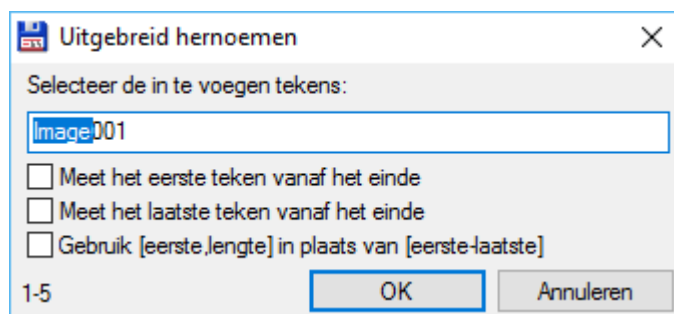 Uitgebreid hernoemen
Selecteer de in te voegen tekens:
Image001
Meet het eerste teken vanaf het einde
Meet het laatste teken vanaf het einde
Gebruik [eerste,lengte] in plaats van [eerste-laatste]
1-5 OK Annuleren